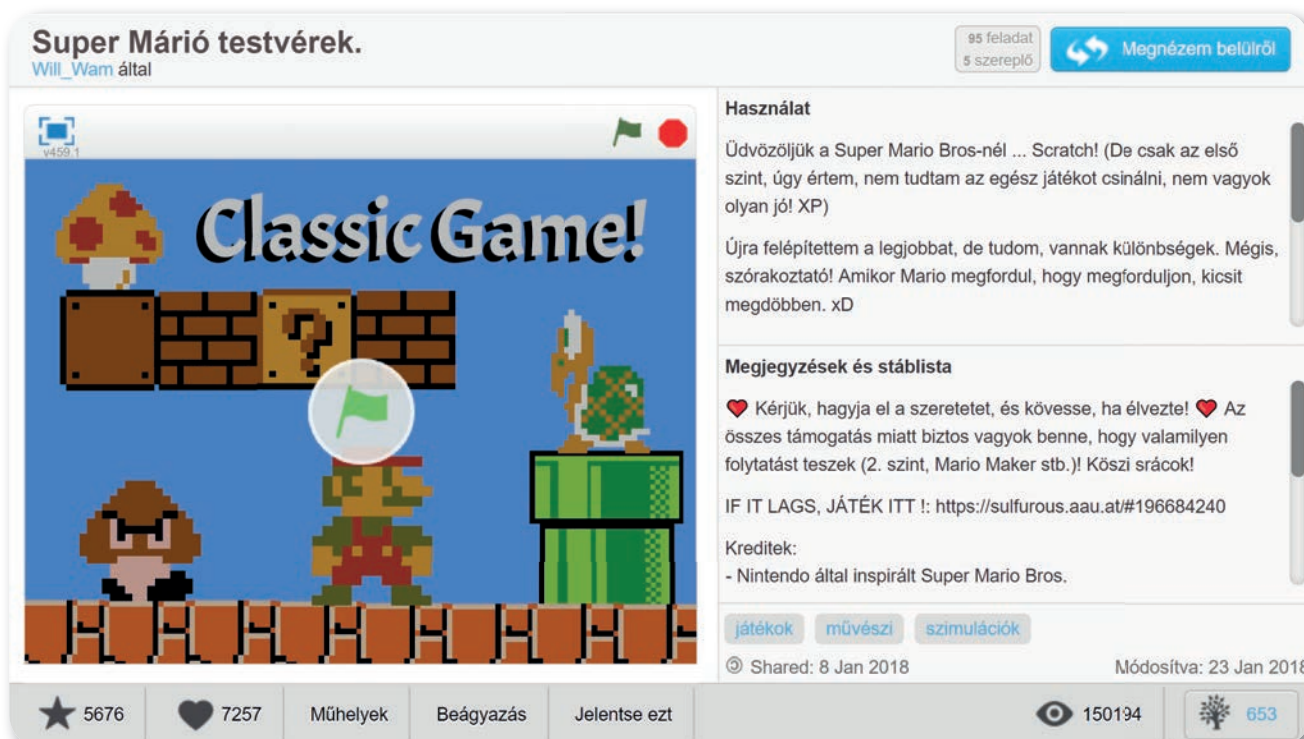 Super Márió testvérek.
Will_Wam által
95 feladat
5 szereplő
Megnézem belülről
v459.1
Classic Game!
?
Használat
Üdvözöljük a Super Mario Bros-nél ... Scratch! (De csak az első
szint, úgy értem, nem tudtam az egész játékot csinálni, nem vagyok
olyan jó! XP)
Újra felépítettem a legjobbat, de tudom, vannak különbségek. Mégis,
szórakoztató! Amikor Mario megfordul, hogy megforduljon, kicsit
megdöbben. xD
Megjegyzések és stáblista
❤ Kérjük, hagyja el a szeretetet, és kövesse, ha élvezte! ❤ Az
összes támogatás miatt biztos vagyok benne, hogy valamilyen
folytatást teszek (2. szint, Mario Maker stb.)! Köszi srácok!
IF IT LAGS, JÁTÉK ITT !: https://sulfurous.aau.at/#196684240
Kreditek:
- Nintendo által inspirált Super Mario Bros.
játékok művészi szimulációk
Shared: 8 Jan 2018 Módosítva: 23 Jan 2018
5676 7257 Műhelyek Beágyazás Jelentse ezt 150194 653